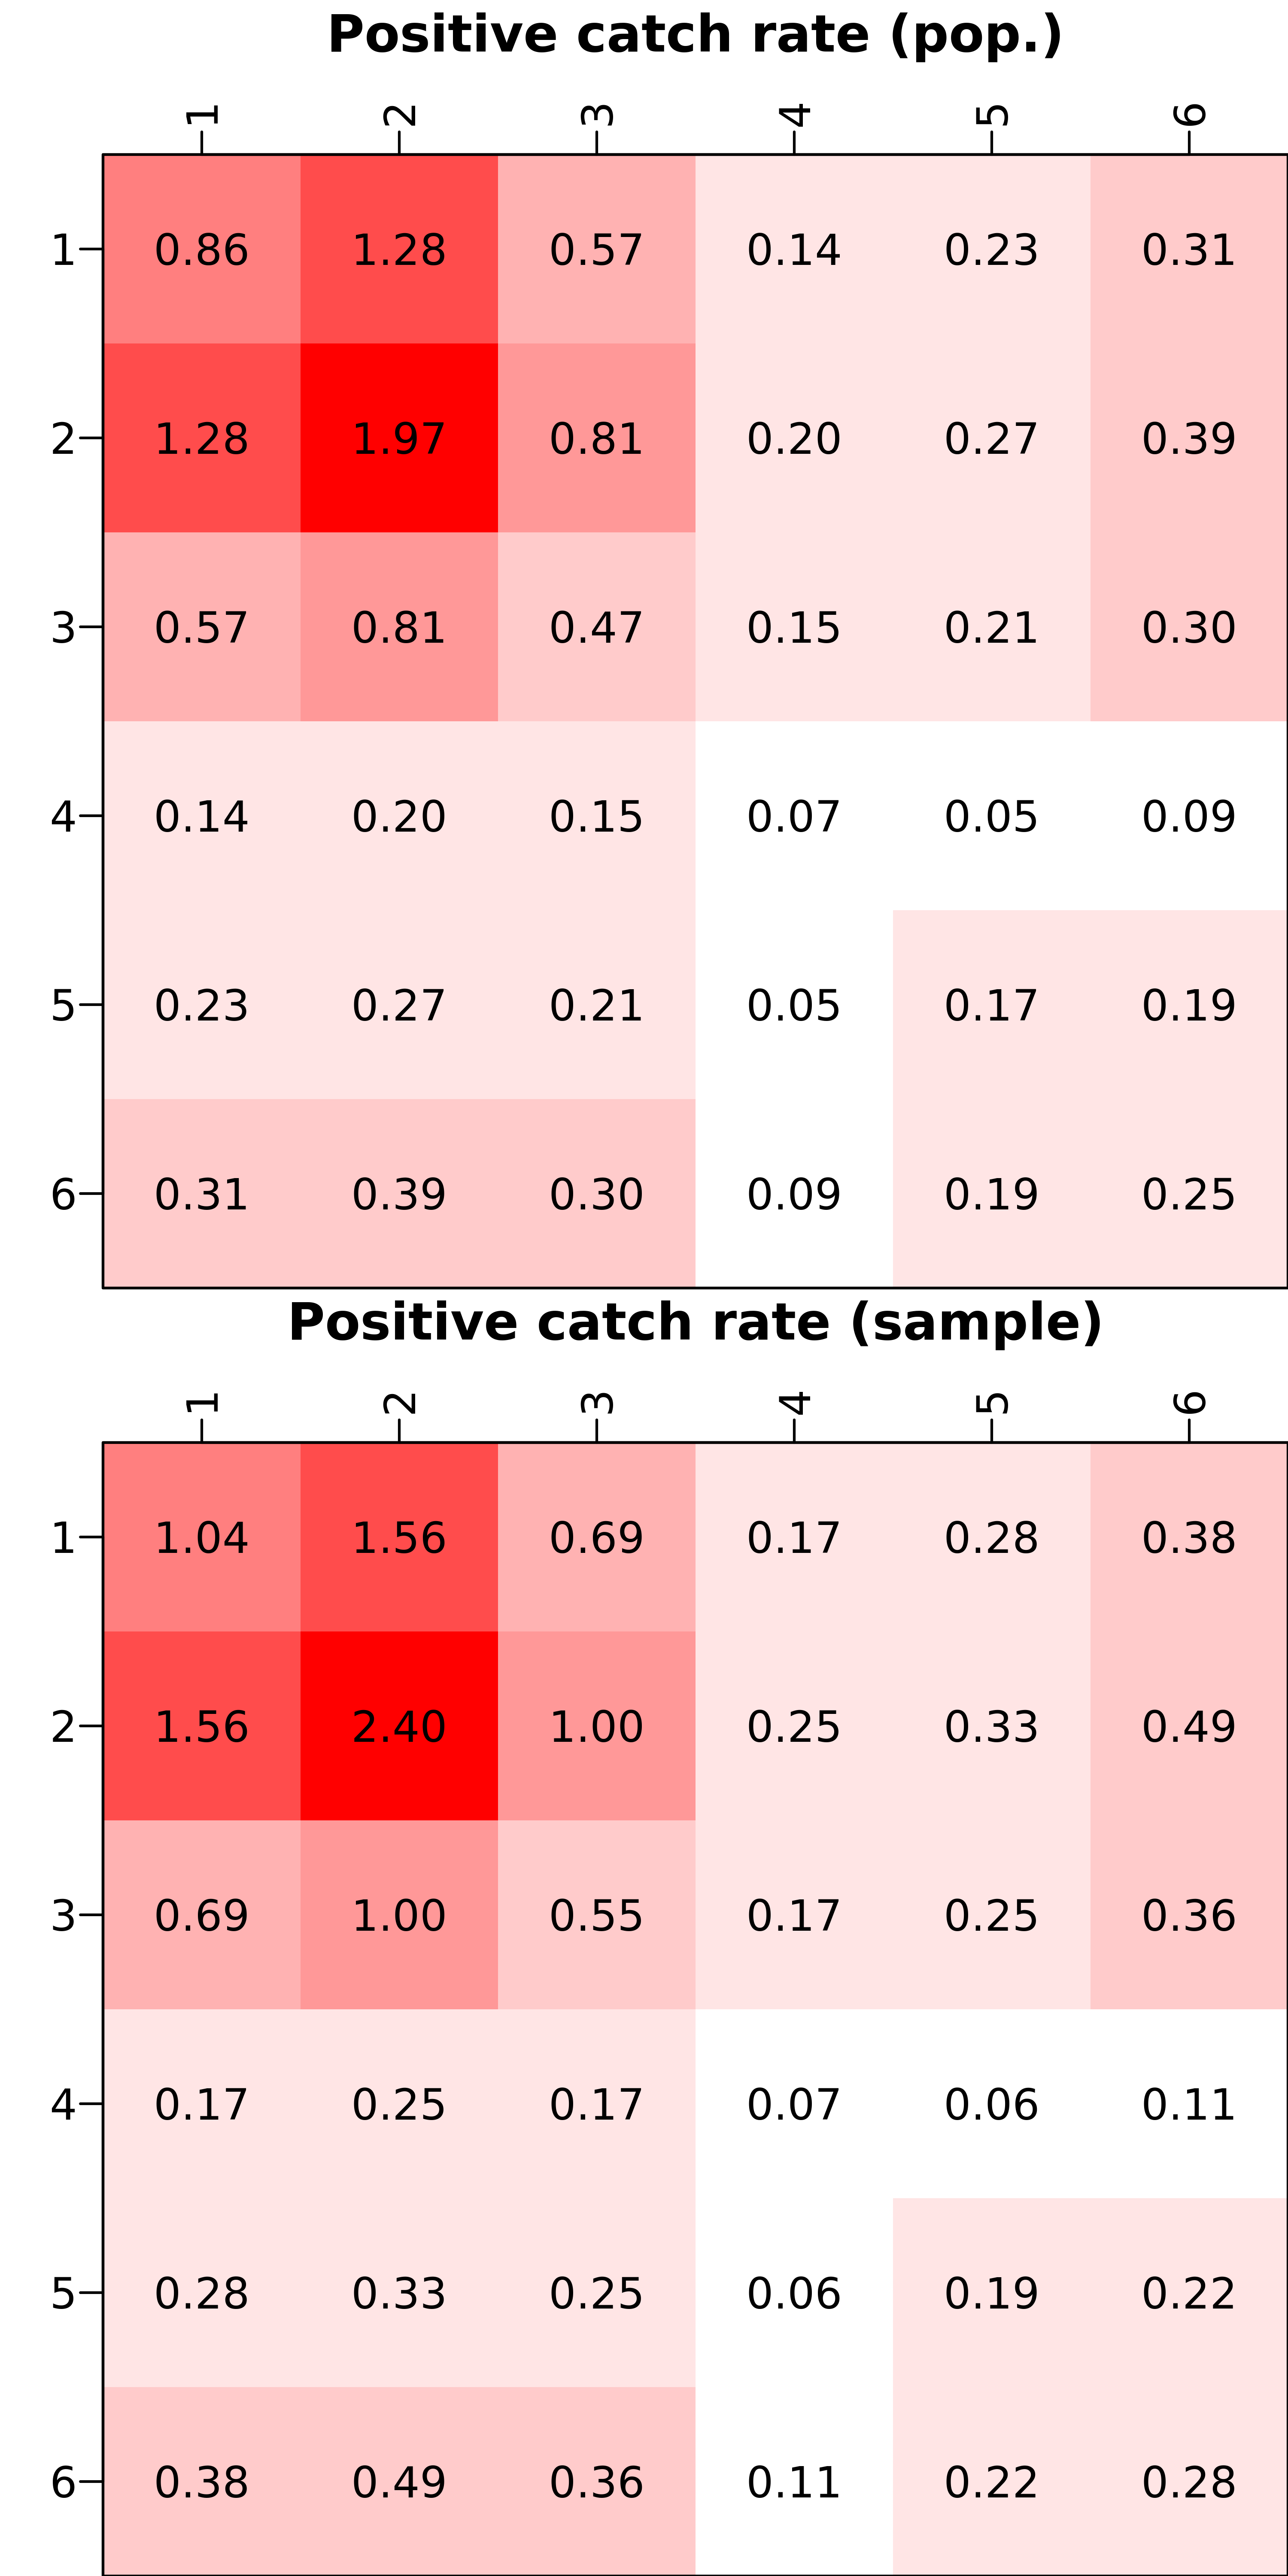 Positive catch rate (pop.)
1 2 3 4 5 6
1 0.86 1.28 0.57 0.14 0.23 0.31
2 1.28 1.97 0.81 0.20 0.27 0.39
3 0.57 0.81 0.47 0.15 0.21 0.30
4 0.14 0.20 0.15 0.07 0.05 0.09
5 0.23 0.27 0.21 0.05 0.17 0.19
6 0.31 0.39 0.30 0.09 0.19 0.25
Positive catch rate (sample)
1 2 3 4 5 6
1 1.04 1.56 0.69 0.17 0.28 0.38
2 1.56 2.40 1.00 0.25 0.33 0.49
3 0.69 1.00 0.55 0.17 0.25 0.36
4 0.17 0.25 0.17 0.07 0.06 0.11
5 0.28 0.33 0.25 0.06 0.19 0.22
6 0.38 0.49 0.36 0.11 0.22 0.28